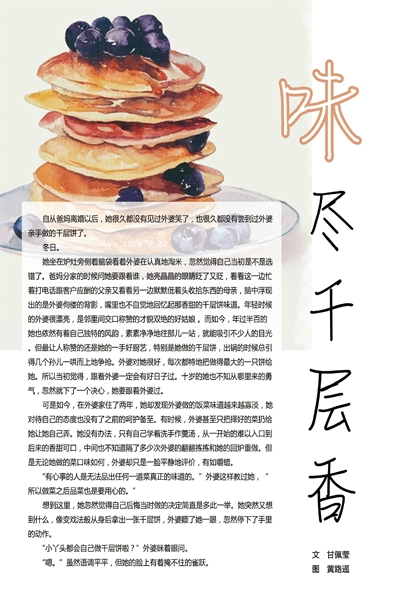 味尽千层香
自从爸妈离婚以后，她很久都没有见过外婆笑了，也很久都没有尝到过外婆
亲手做的千层饼了。
冬日。
她坐在炉灶旁侧着脑袋看着外婆在认真地淘米，忽然觉得自己当初是不是选
错了。爸妈分家的时候问她要跟着谁，她亮晶晶的眼睛眨了又眨，看看这一边忙
着打电话跟客户应酬的父亲又看看另一边默默低着头收拾东西的母亲，脑中浮现
出的是外婆佝偻的背影，嘴里也不自觉地回忆起那香甜的千层饼味道。年轻时候
的外婆很漂亮，是邻里间交口称赞的才貌双绝的好姑娘 。而如今，年过半百的
她也依然有着自己独特的风韵，素素净净地往那儿一站，就能吸引不少人的目光
。但最让人称赞的还是她的一手好厨艺，特别是她做的千层饼，出锅的时候总引
得几个孙儿一哄而上地争抢。外婆对她很好，每次都特地把做得最大的一只饼给
她。所以当初觉得，跟着外婆一定会有好日子过。十岁的她也不知从哪里来的勇
气，忽然就下了一个决心，她要跟着外婆过。
可是如今，在外婆家住了两年，她却发现外婆做的饭菜味道越来越寡淡，她
对待自己的态度也没有了之前的呵护备至。有时候，外婆甚至只把择好的菜扔给
她让她自己弄。她没有办法，只有自己学着洗手作羹汤，从一开始的难以入口到
后来的香甜可口，中间也不知道隔了多少次外婆的翻翻拣拣和她的回炉重做。但
是无论她做的菜口味如何，外婆却只是一脸平静地评价，有如嚼蜡。
“有心事的人是无法品出任何一道菜真正的味道的。”外婆这样教过她，“
所以做菜之后品菜也是要用心的。”
想到这里，她忽然觉得自己后悔当时做的决定简直是多此一举。她突然又想
到什么，像变戏法般从身后拿出一张千层饼，外婆瞟了她一眼，忽然停下了手里
的动作。
“小丫头都会自己做千层饼啦？”外婆眯着眼问。
“嗯。”虽然语调平平，但她的脸上有着掩不住的雀跃。
文 甘佩莹
图 黄路遥